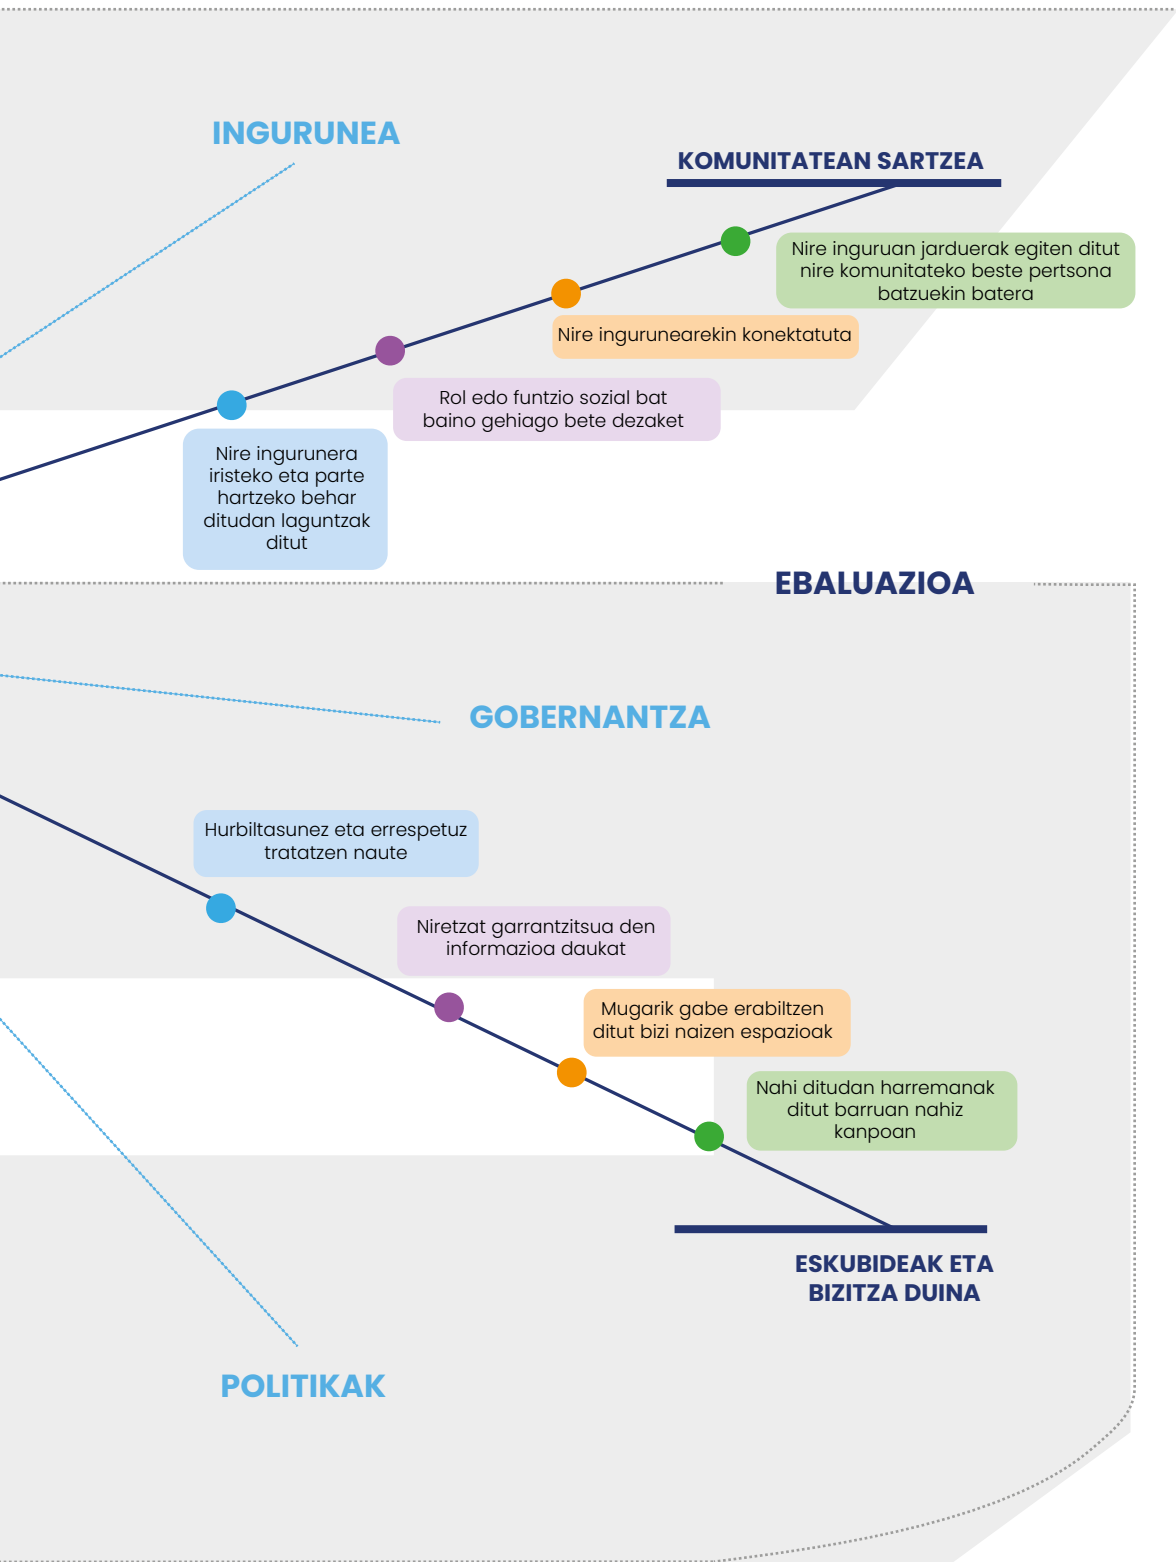 INGURUNEA
KOMUNITATEAN SARTZEA
Nire inguruan jarduerak egiten ditut
nire komunitateko beste pertsona
batzuekin batera
Nire ingurunearekin konektatuta
Rol edo funtzio sozial bat
baino gehiago bete dezaket
Nire ingurunera
iristeko eta parte
hartzeko behar
ditudan laguntzak
ditut
EBALUAZIOA
GOBERNANTZA
Hurbiltasunez eta errespetuz
tratatzen naute
Niretzat garrantzitsua den
informazioa daukat
Mugarik gabe erabiltzen
ditut bizi naizen espazioak
Nahi ditudan harremanak
ditut barruan nahiz
kanpoan
ESKUBIDEAK ETA
BIZITZA DUINA
POLITIKAK